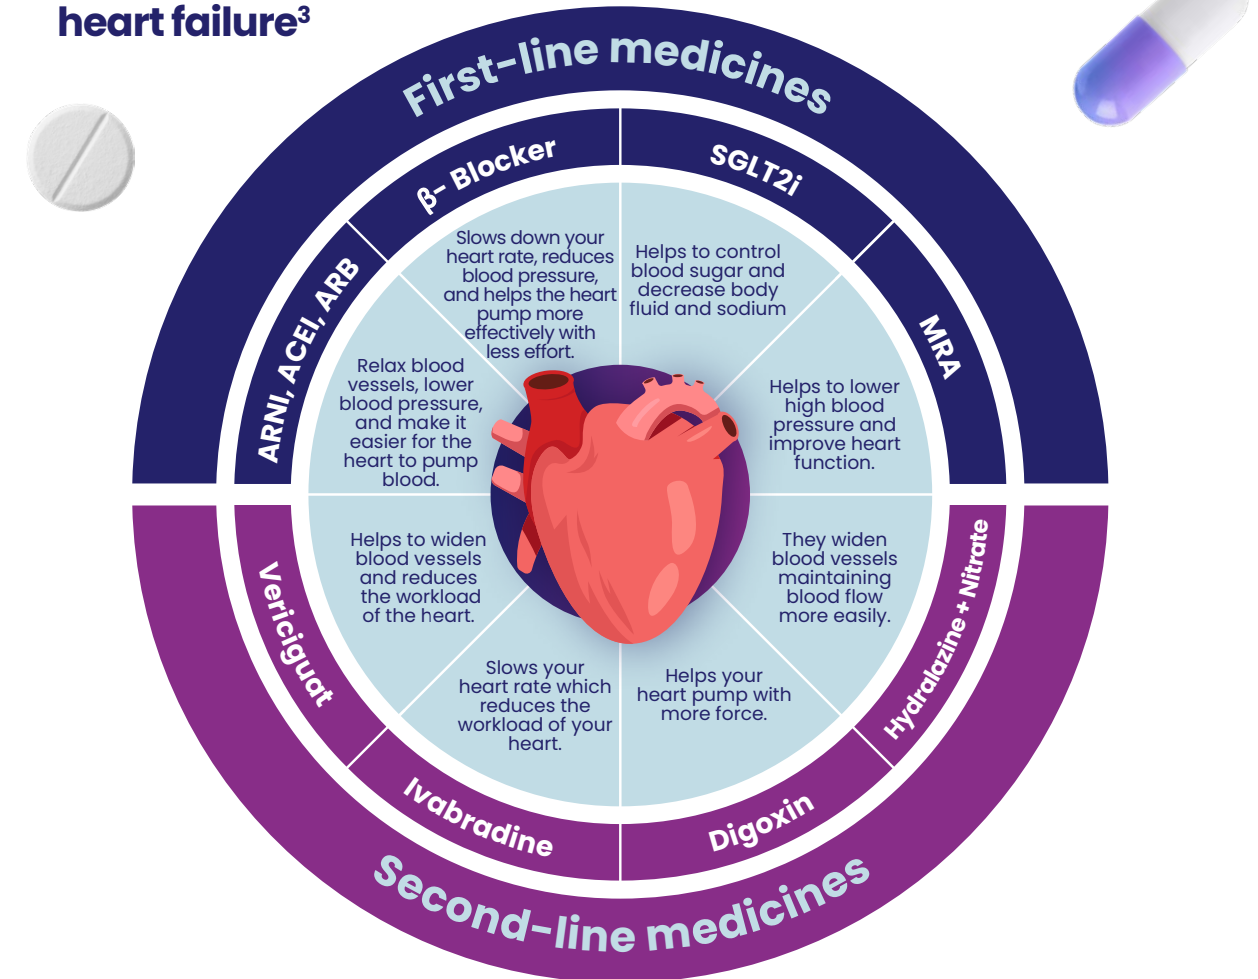 heart failure³
First-line medicines
β- Blocker
SGLT2i
ARNI, ACEI, ARB
MRA
Slows down your
heart rate, reduces
blood pressure,
and helps the heart
pump more
effectively with
less effort.
Helps to control
blood sugar and
decrease body
fluid and sodium
Relax blood
vessels, lower
blood pressure,
and make it
easier for the
heart to pump
blood.
Helps to lower
high blood
pressure and
improve heart
function.
Helps to widen
blood vessels
and reduces
the workload
of the heart.
They widen
blood vessels
maintaining
blood flow
more easily.
Slows your
heart rate which
reduces the
workload of your
heart.
Helps your
heart pump with
more force.
Vericiguat
Hydralazine + Nitrate
Ivabradine
Digoxin
Second-line medicines